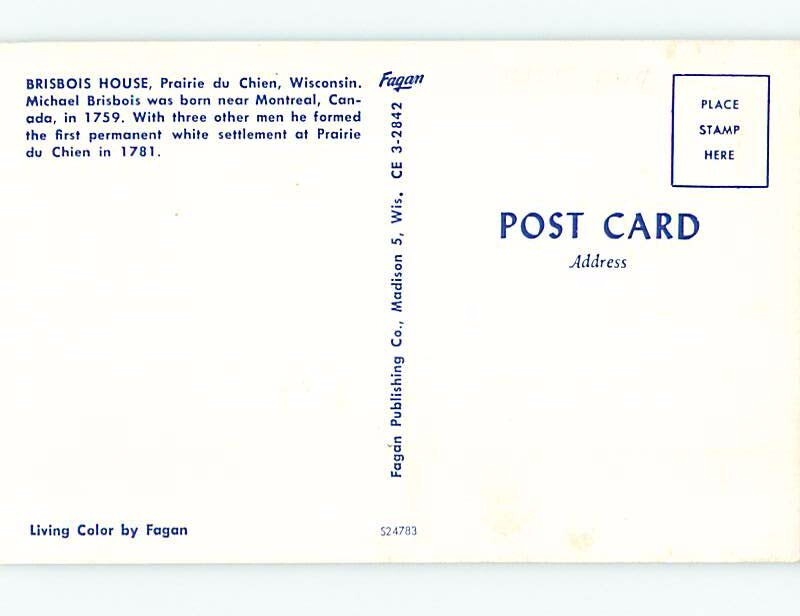 BRISBOIS HOUSE, Prairie du Chien, Wisconsin.
Michael Brisbois was born near Montreal, Can-
ada, in 1759. With three other men he formed
the first permanent white settlement at Prairie
du Chien in 1781.
Living Color by Fagan
Fagan
Fagan Publishing Co., Madison 5, Wis. CE 3-2842
S24783
PLACE
STAMP
HERE
POST CARD
Address